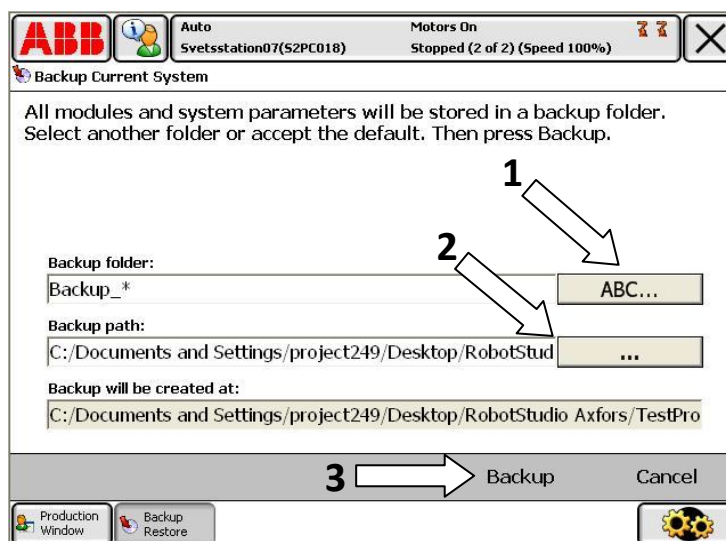 ABB
Auto
Svetsstation07(S2PC018)
Motors On
Stopped (2 of 2) (Speed 100%)
Backup Current System
All modules and system parameters will be stored in a backup folder.
Select another folder or accept the default. Then press Backup.
1
2
Backup folder:
Backup_*
ABC...
Backup path:
C:/Documents and Settings/project249/Desktop/RobotStud
...
Backup will be created at:
C:/Documents and Settings/project249/Desktop/RobotStudio Axfors/TestPro
3
Backup
Cancel
Production
Window
Backup
Restore